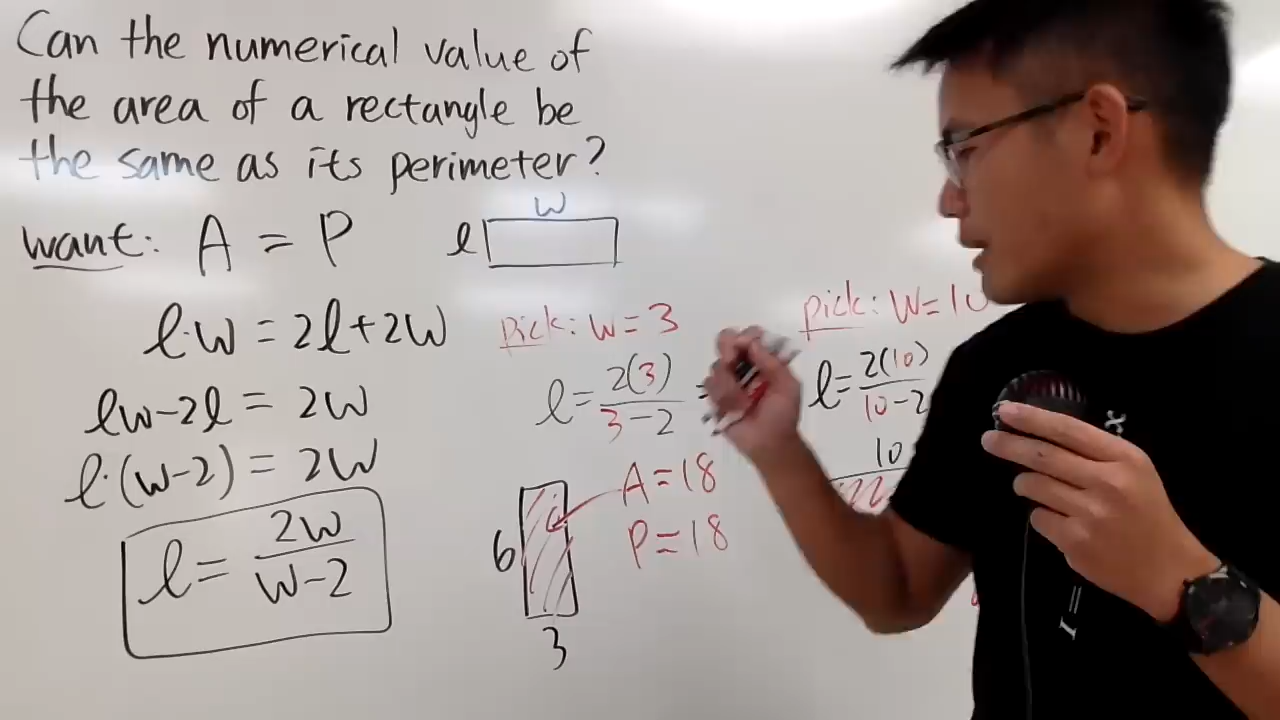 Can the numerical value of
the area of a rectangle be
the same as its perimeter?
want: A = P
w
l
l·w = 2l+2w
lw-2l = 2w
l·(w-2) = 2w
l = 2w / w-2
pick: w = 3
l = 2(3) / 3-2 =
A = 18
P = 18
6
3
pick: w = 10
l = 2(10) / 10-2
10